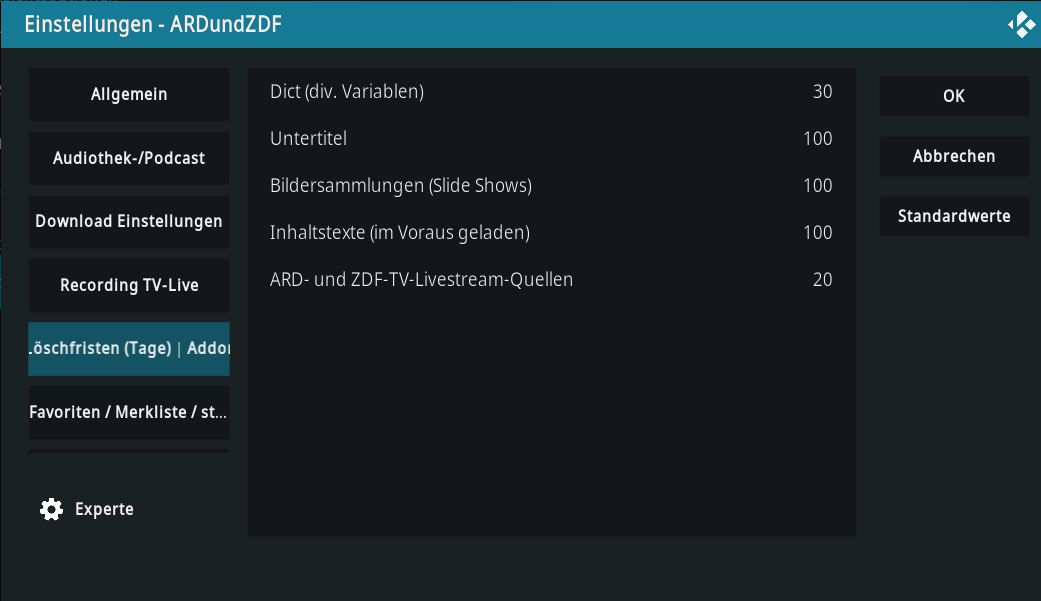 Einstellungen - ARDundZDF
Allgemein
Audiothek-/Podcast
Download Einstellungen
Recording TV-Live
Löschfristen (Tage) | Addon
Favoriten / Merkliste / st...
Experte
Dict (div. Variablen) 30
Untertitel 100
Bildersammlungen (Slide Shows) 100
Inhaltstexte (im Voraus geladen) 100
ARD- und ZDF-TV-Livestream-Quellen 20
OK
Abbrechen
Standardwerte